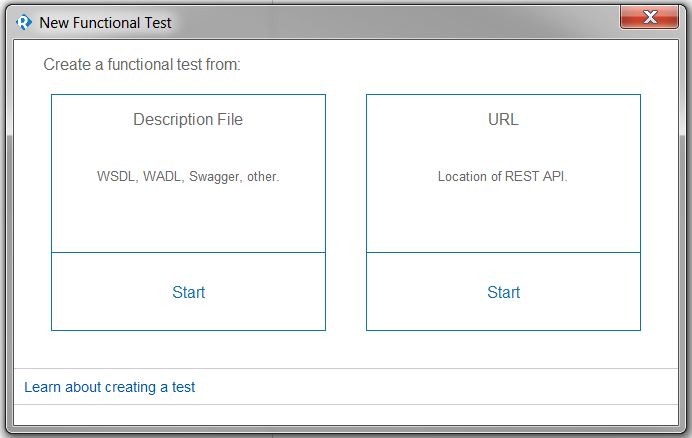 New Functional Test
Create a functional test from:
Description File
WSDL, WADL, Swagger, other.
Start
URL
Location of REST API.
Start
Learn about creating a test